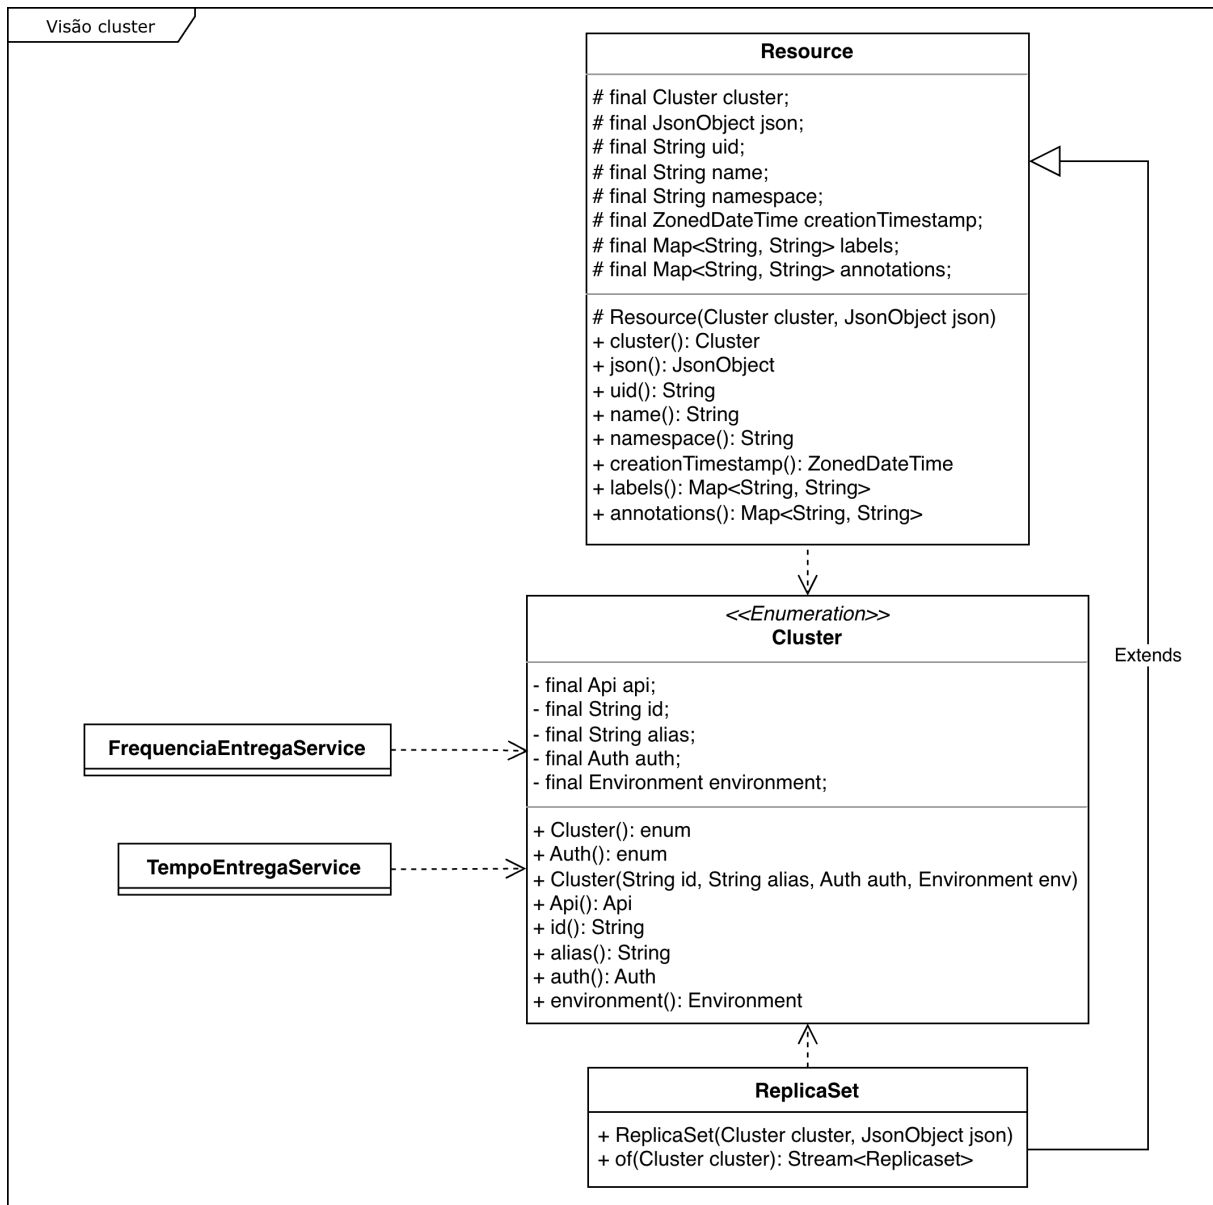 Visão cluster
Resource
# final Cluster cluster;
# final JsonObject json;
# final String uid;
# final String name;
# final String namespace;
# final ZonedDateTime creationTimestamp;
# final Map<String, String> labels;
# final Map<String, String> annotations;
# Resource(Cluster cluster, JsonObject json)
+ cluster(): Cluster
+ json(): JsonObject
+ uid(): String
+ name(): String
+ namespace(): String
+ creationTimestamp(): ZonedDateTime
+ labels(): Map<String, String>
+ annotations(): Map<String, String>
<<Enumeration>>
Cluster
- final Api api;
- final String id;
- final String alias;
- final Auth auth;
- final Environment environment;
+ Cluster(): enum
+ Auth(): enum
+ Cluster(String id, String alias, Auth auth, Environment env)
+ Api(): Api
+ id(): String
+ alias(): String
+ auth(): Auth
+ environment(): Environment
Extends
FrequenciaEntregaService
TempoEntregaService
ReplicaSet
+ ReplicaSet(Cluster cluster, JsonObject json)
+ of(Cluster cluster): Stream<Replicaset>